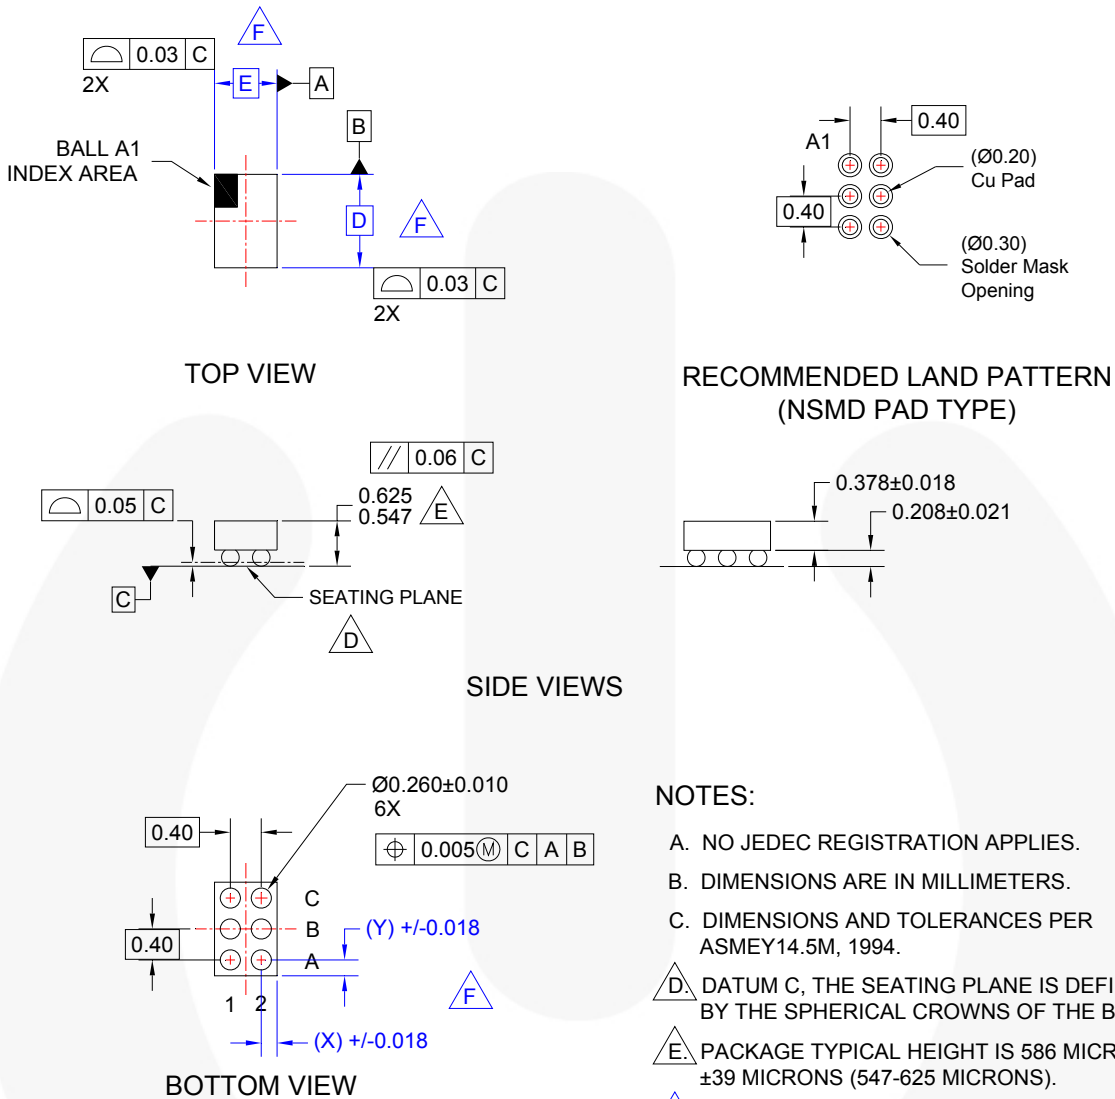 F
0.03 C
2X
E
A
B
BALL A1
INDEX AREA
D
F
0.03 C
2X
TOP VIEW
0.40
A1
(Ø0.20)
Cu Pad
0.40
(Ø0.30)
Solder Mask
Opening
RECOMMENDED LAND PATTERN
(NSMD PAD TYPE)
// 0.06 C
0.05 C
0.625
0.547
E
C
SEATING PLANE
D
0.378±0.018
0.208±0.021
SIDE VIEWS
Ø0.260±0.010
6X
0.40
⌖ 0.005Ⓜ C A B
C
B
A
0.40
(Y) +/-0.018
F
1 2
(X) +/-0.018
BOTTOM VIEW
NOTES:
A. NO JEDEC REGISTRATION APPLIES.
B. DIMENSIONS ARE IN MILLIMETERS.
C. DIMENSIONS AND TOLERANCES PER
ASMEY14.5M, 1994.
D. DATUM C, THE SEATING PLANE IS DEFI
BY THE SPHERICAL CROWNS OF THE B
E. PACKAGE TYPICAL HEIGHT IS 586 MICR
±39 MICRONS (547-625 MICRONS).